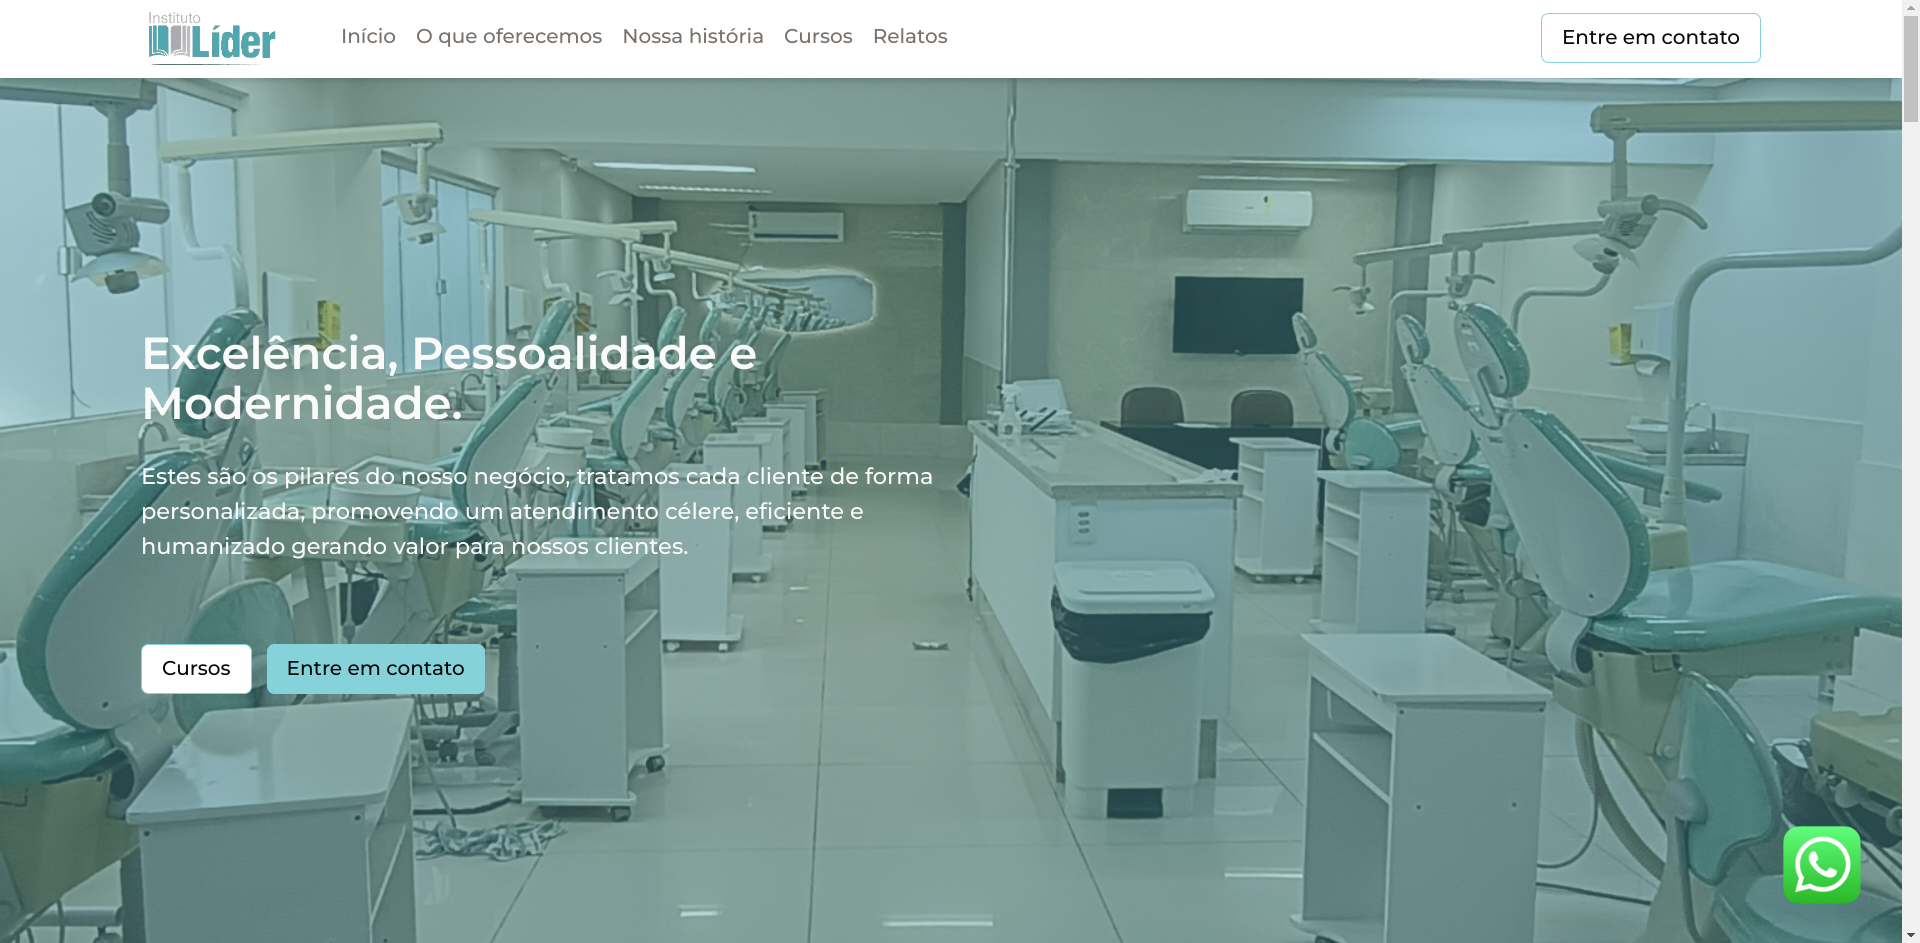 Instituto
Líder
Início
O que oferecemos
Nossa história
Cursos
Relatos
Entre em contato
Excelência, Pessoalidade e
Modernidade.
Estes são os pilares do nosso negócio, tratamos cada cliente de forma
personalizada, promovendo um atendimento célere, eficiente e
humanizado gerando valor para nossos clientes.
Cursos
Entre em contato